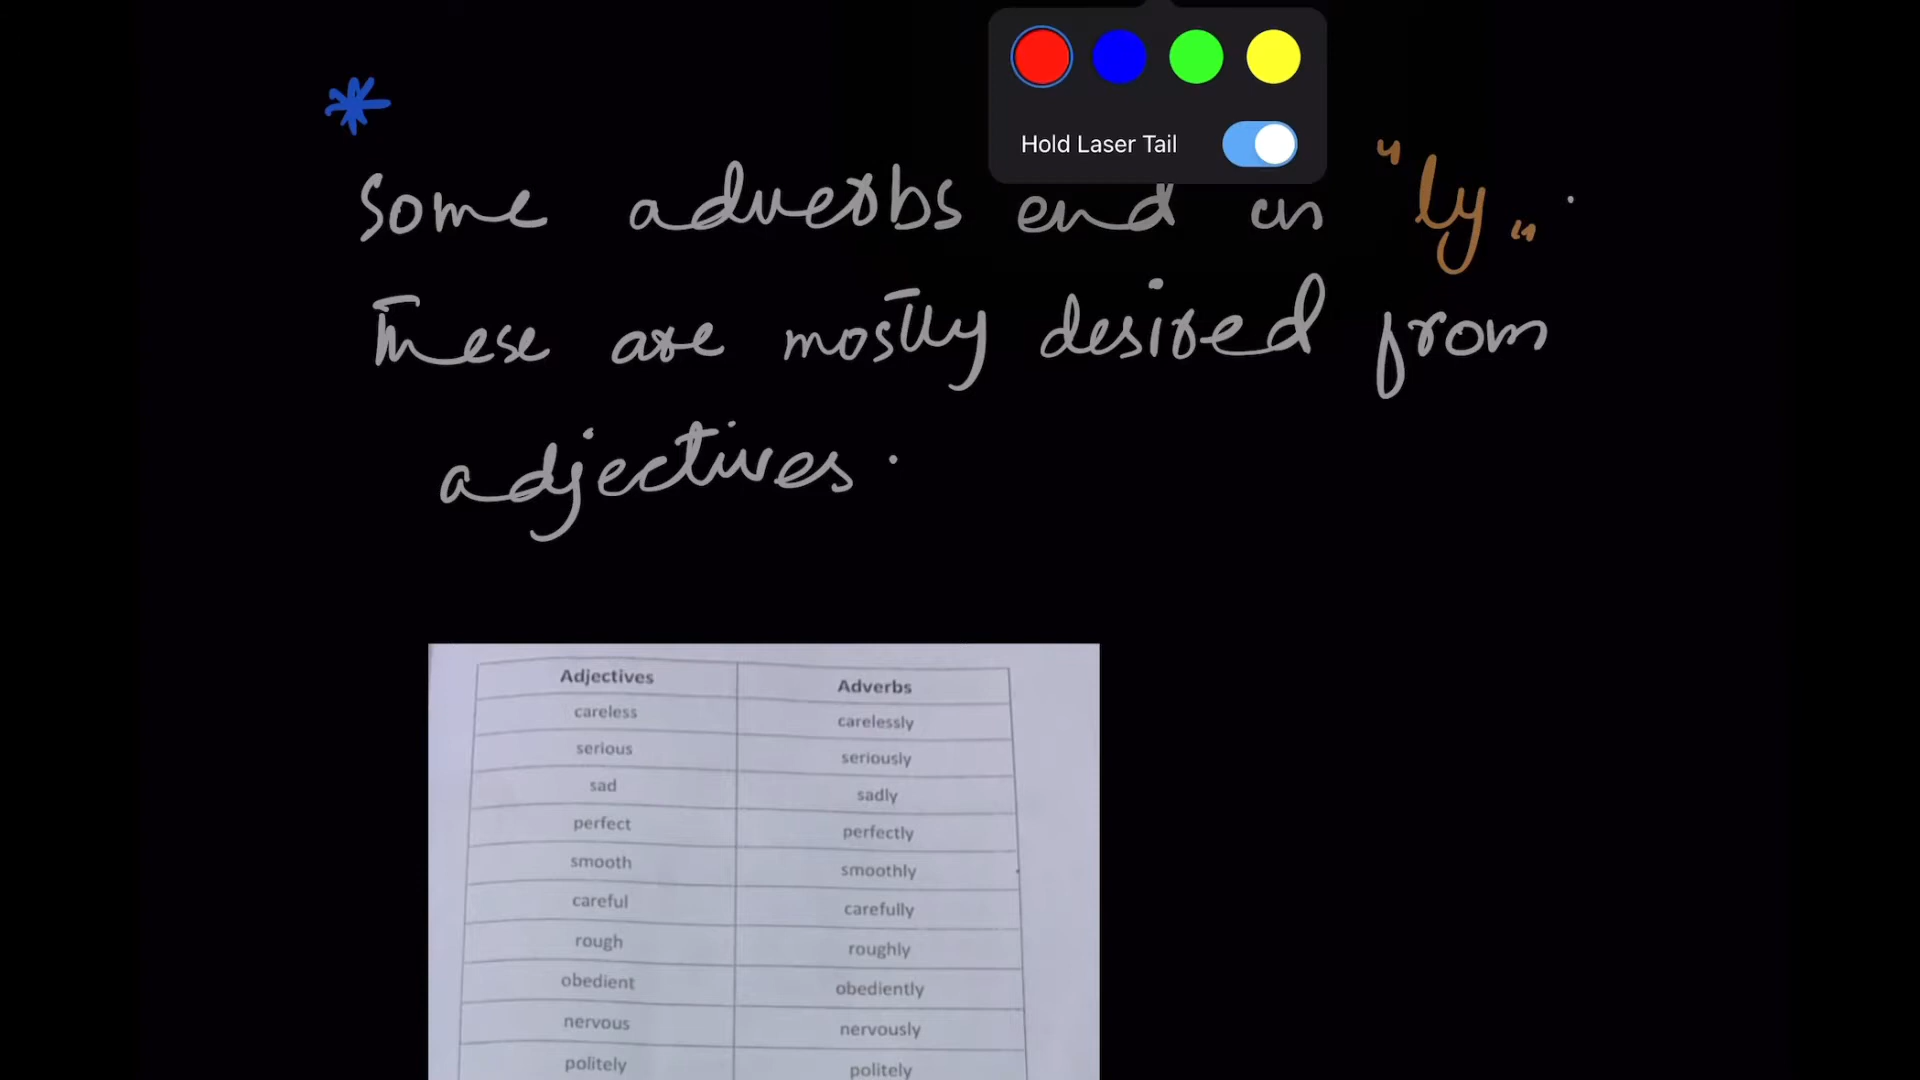 Hold Laser Tail
Some adverbs end in "ly„.
These are mostly desired from
adjectives.
Adjectives Adverbs
careless carelessly
serious seriously
sad sadly
perfect perfectly
smooth smoothly
careful carefully
rough roughly
obedient obediently
nervous nervously
politely politely